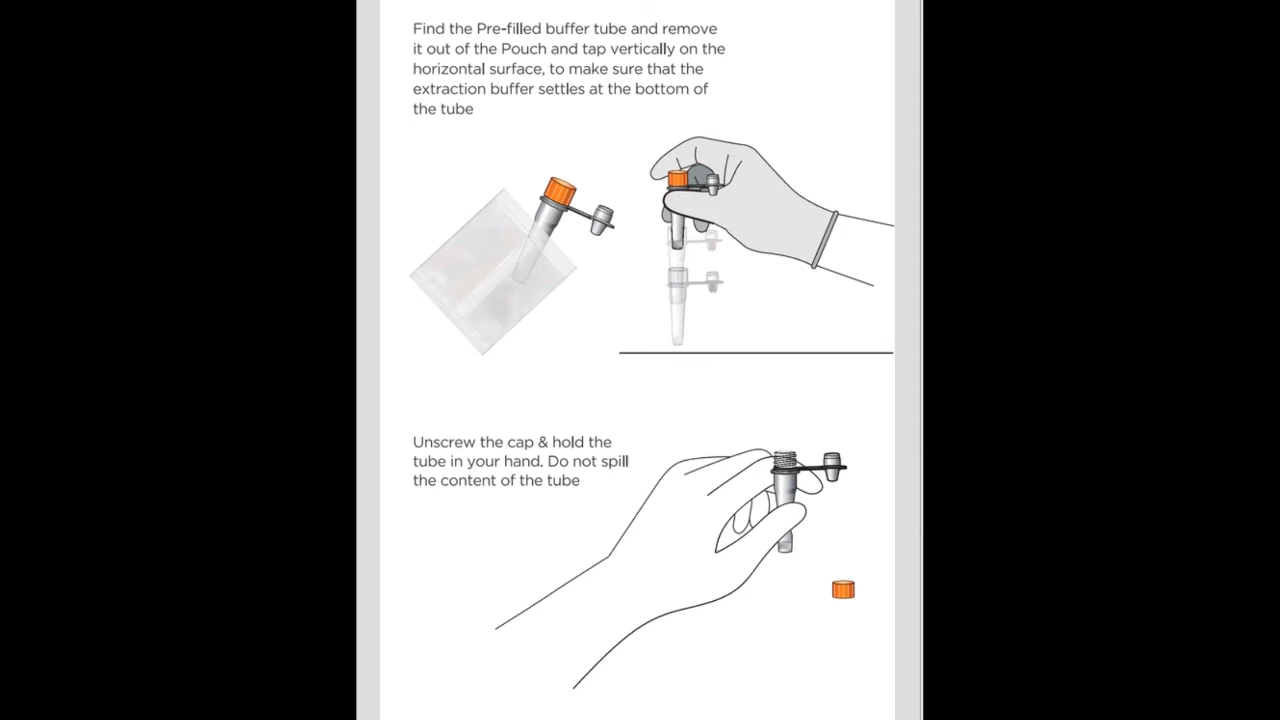 Find the Pre-filled buffer tube and remove
it out of the Pouch and tap vertically on the
horizontal surface, to make sure that the
extraction buffer settles at the bottom of
the tube
Unscrew the cap & hold the
tube in your hand. Do not spill
the content of the tube